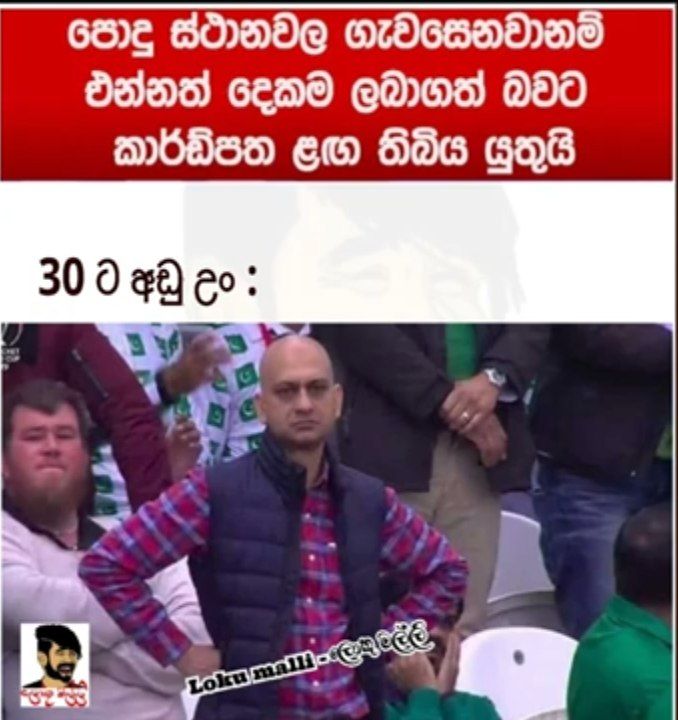 පොදු ස්ථානවල ගැවසෙනවානම්
එන්නත් දෙකම ලබාගත් බවට
කාර්ඩ්පත ළඟ තිබිය යුතුයි
30 ට අඩු උං :
Loku malli - ලොකු මල්ලි